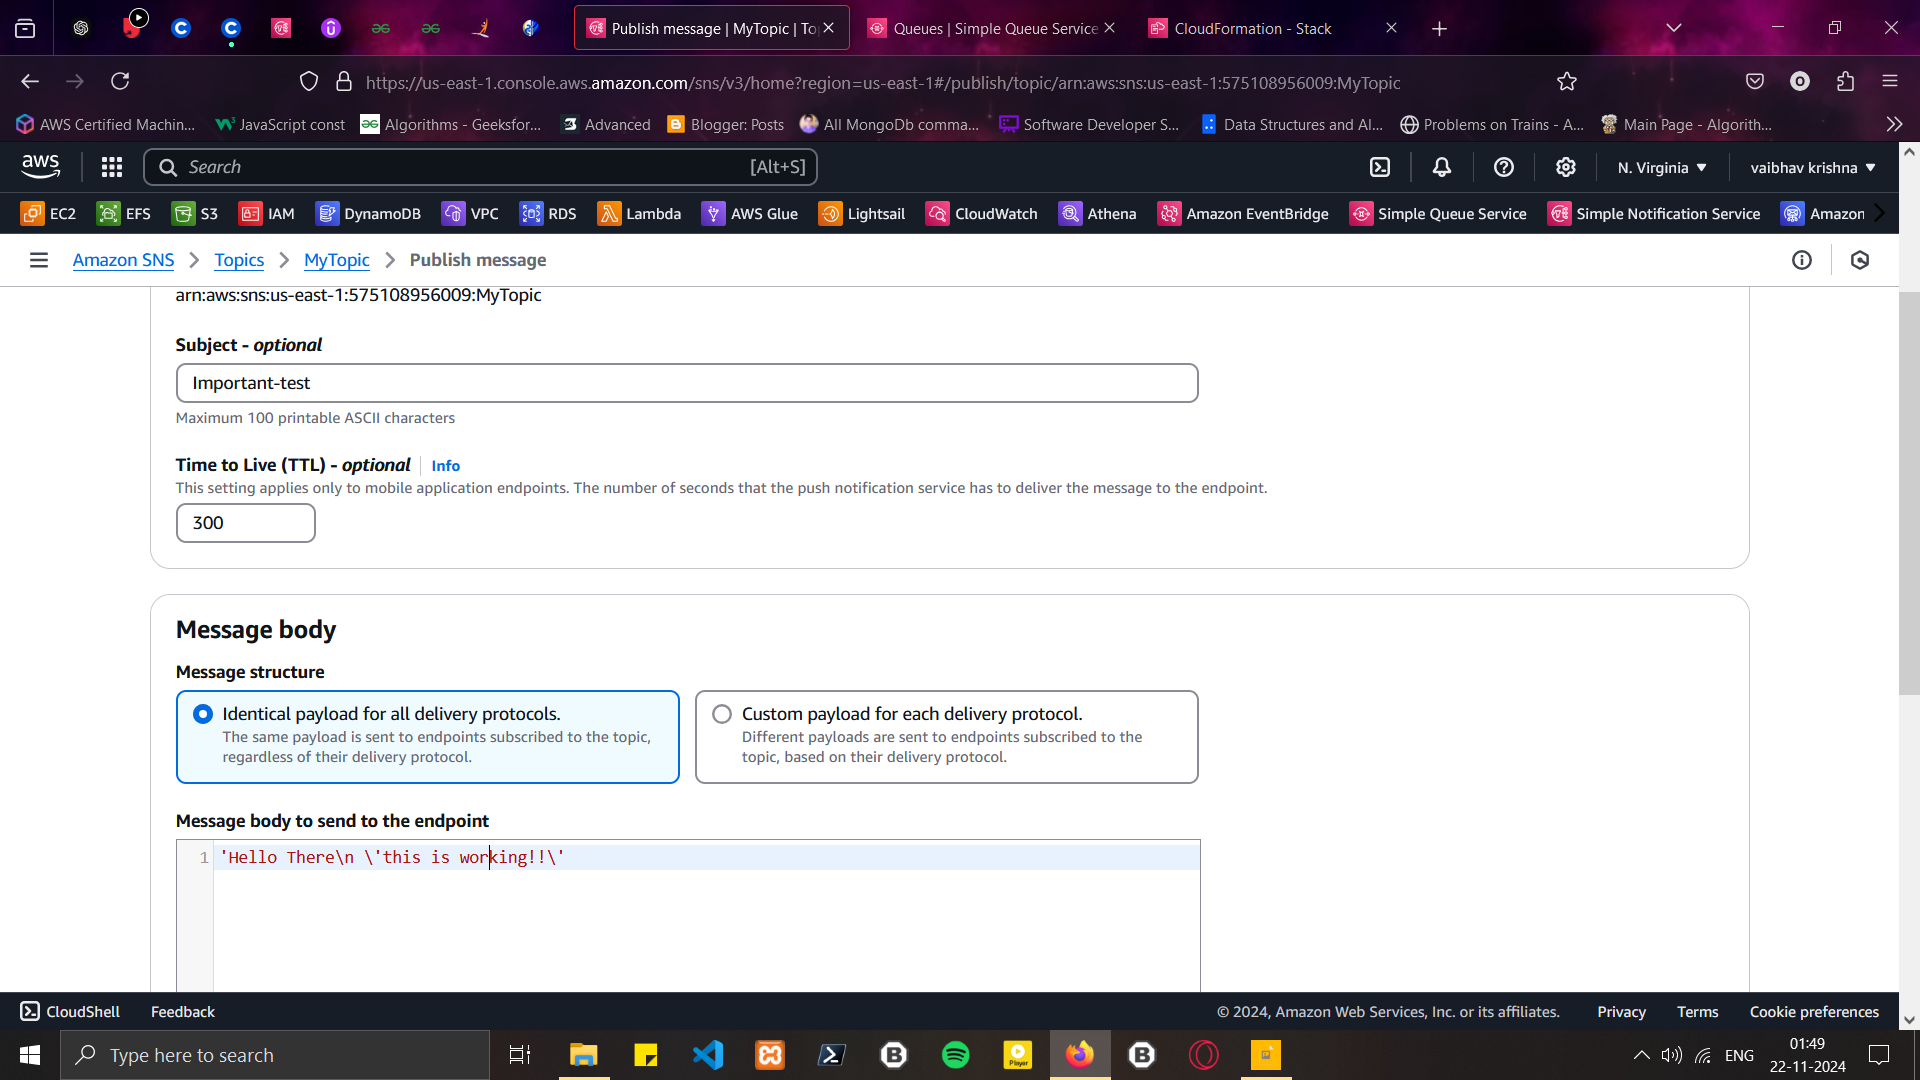 Publish message | MyTopic | To
Queues | Simple Queue Service
CloudFormation - Stack
https://us-east-1.console.aws.amazon.com/sns/v3/home?region=us-east-1#/publish/topic/arn:aws:sns:us-east-1:575108956009:MyTopic
AWS Certified Machin...
JavaScript const
Algorithms - Geeksfor...
Advanced
Blogger: Posts
All MongoDb comma...
Software Developer S...
Data Structures and Al...
Problems on Trains - A...
Main Page - Algorith...
aws
Search
[Alt+S]
N. Virginia
vaibhav krishna
EC2
EFS
S3
IAM
DynamoDB
VPC
RDS
Lambda
AWS Glue
Lightsail
CloudWatch
Athena
Amazon EventBridge
Simple Queue Service
Simple Notification Service
Amazon
Amazon SNS
Topics
MyTopic
Publish message
arn:aws:sns:us-east-1:575108956009:MyTopic
Subject - optional
Important-test
Maximum 100 printable ASCII characters
Time to Live (TTL) - optional
Info
This setting applies only to mobile application endpoints. The number of seconds that the push notification service has to deliver the message to the endpoint.
300
Message body
Message structure
Identical payload for all delivery protocols.
The same payload is sent to endpoints subscribed to the topic,
regardless of their delivery protocol.
Custom payload for each delivery protocol.
Different payloads are sent to endpoints subscribed to the
topic, based on their delivery protocol.
Message body to send to the endpoint
1
'Hello There\n \'this is working!!\'
CloudShell
Feedback
© 2024, Amazon Web Services, Inc. or its affiliates.
Privacy
Terms
Cookie preferences
Type here to search
Player
ENG
01:49
22-11-2024